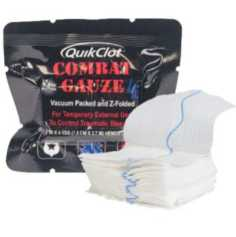 QuikClot
COMBAT
GAUZE
Vacuum Packed and Z-Folded
For Temporary External Use
To Control Traumatic Bleeding